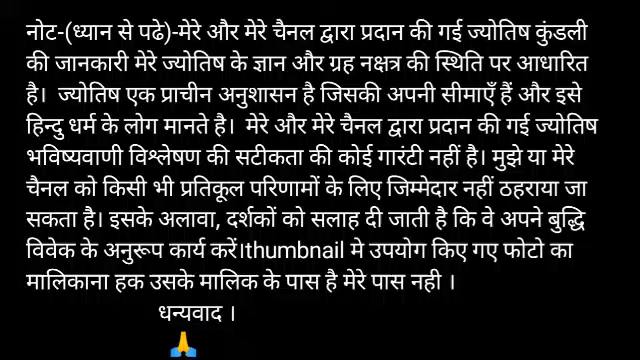 नोट-(ध्यान से पढे)-मेरे और मेरे चैनल द्वारा प्रदान की गई ज्योतिष कुंडली
की जानकारी मेरे ज्योतिष के ज्ञान और ग्रह नक्षत्र की स्थिति पर आधारित
है। ज्योतिष एक प्राचीन अनुशासन है जिसकी अपनी सीमाएँ हैं और इसे
हिन्दु धर्म के लोग मानते है। मेरे और मेरे चैनल द्वारा प्रदान की गई ज्योतिष
भविष्यवाणी विश्लेषण की सटीकता की कोई गारंटी नहीं है। मुझे या मेरे
चैनल को किसी भी प्रतिकूल परिणामों के लिए जिम्मेदार नहीं ठहराया जा
सकता है। इसके अलावा, दर्शकों को सलाह दी जाती है कि वे अपने बुद्धि
विवेक के अनुरूप कार्य करें।thumbnail मे उपयोग किए गए फोटो का
मालिकाना हक उसके मालिक के पास है मेरे पास नही ।
धन्यवाद ।
🙏